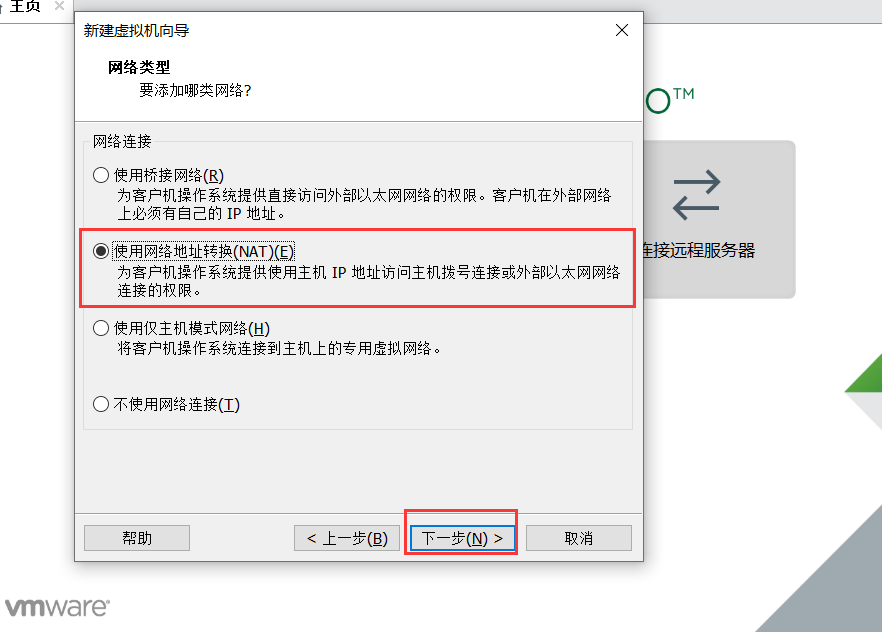 主页
新建虚拟机向导
网络类型
要添加哪类网络?
网络连接
使用桥接网络(R)
为客户机操作系统提供直接访问外部以太网网络的权限。客户机在外部网络
上必须有自己的 IP 地址。
使用网络地址转换(NAT)(E)
为客户机操作系统提供使用主机 IP 地址访问主机拨号连接或外部以太网网络
连接的权限。
使用仅主机模式网络(H)
将客户机操作系统连接到主机上的专用虚拟网络。
不使用网络连接(T)
帮助
< 上一步(B)
下一步(N) >
取消
O™
连接远程服务器
vmware